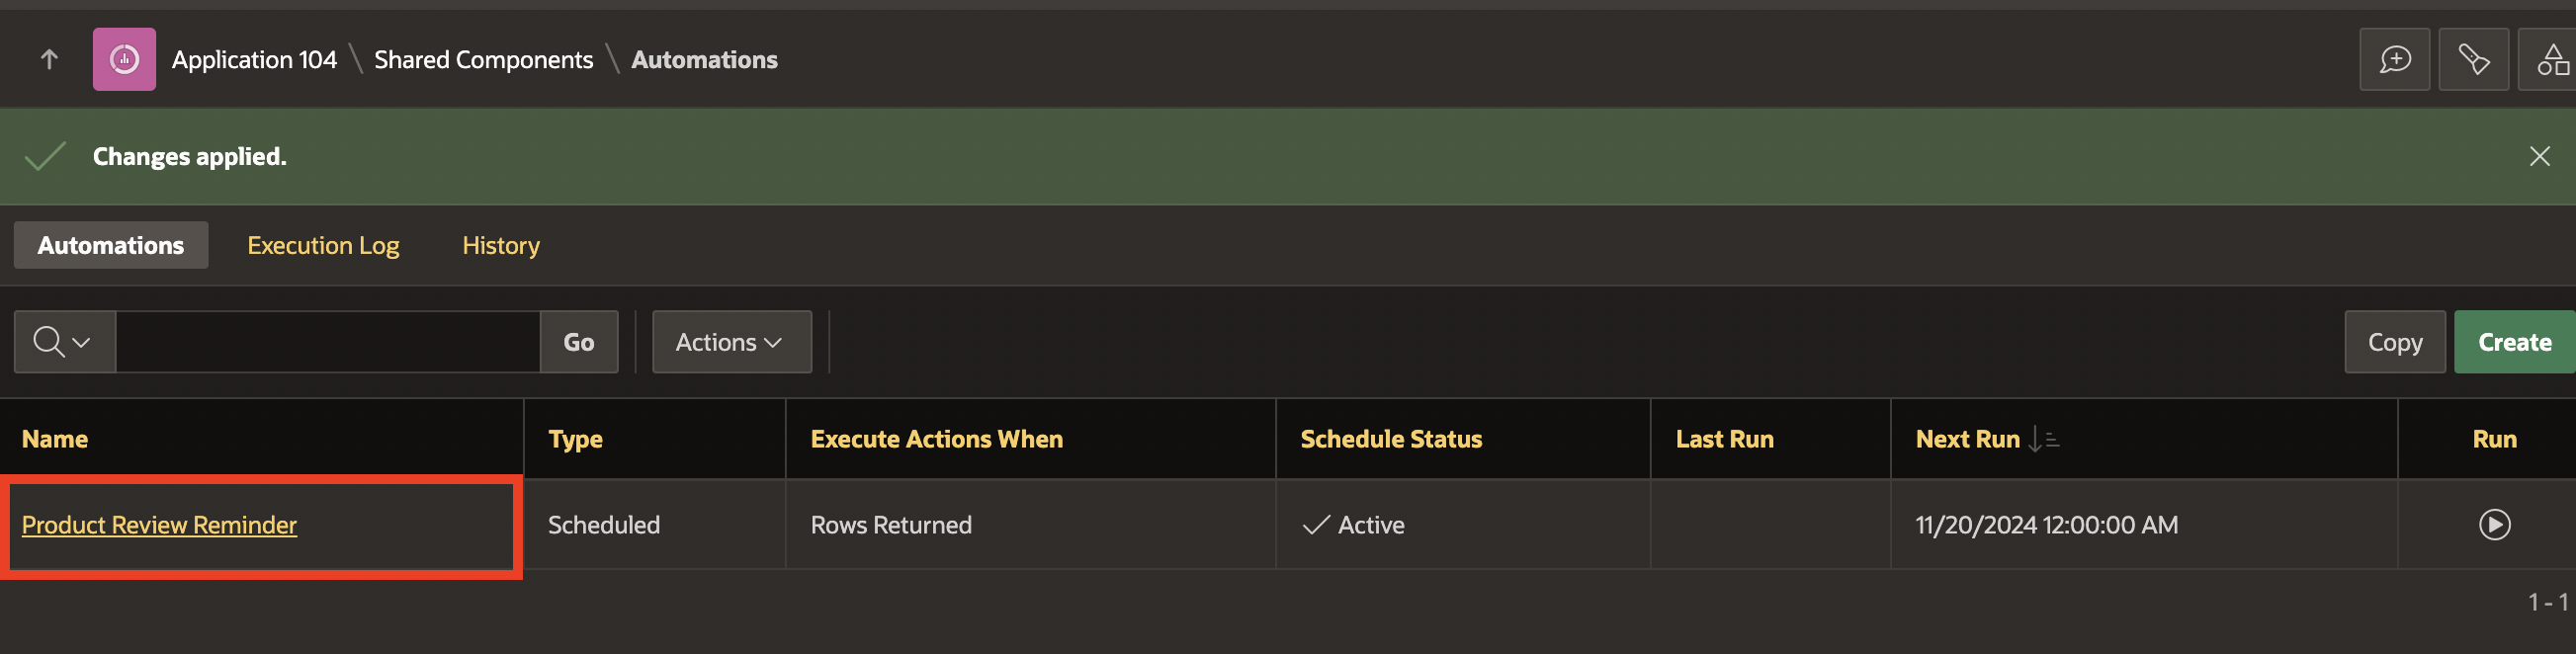 Application 104 \ Shared Components \ Automations
Changes applied.
Automations Execution Log History
Go Actions Copy Create
Name Type Execute Actions When Schedule Status Last Run Next Run Run
Product Review Reminder Scheduled Rows Returned Active 11/20/2024 12:00:00 AM
1 - 1